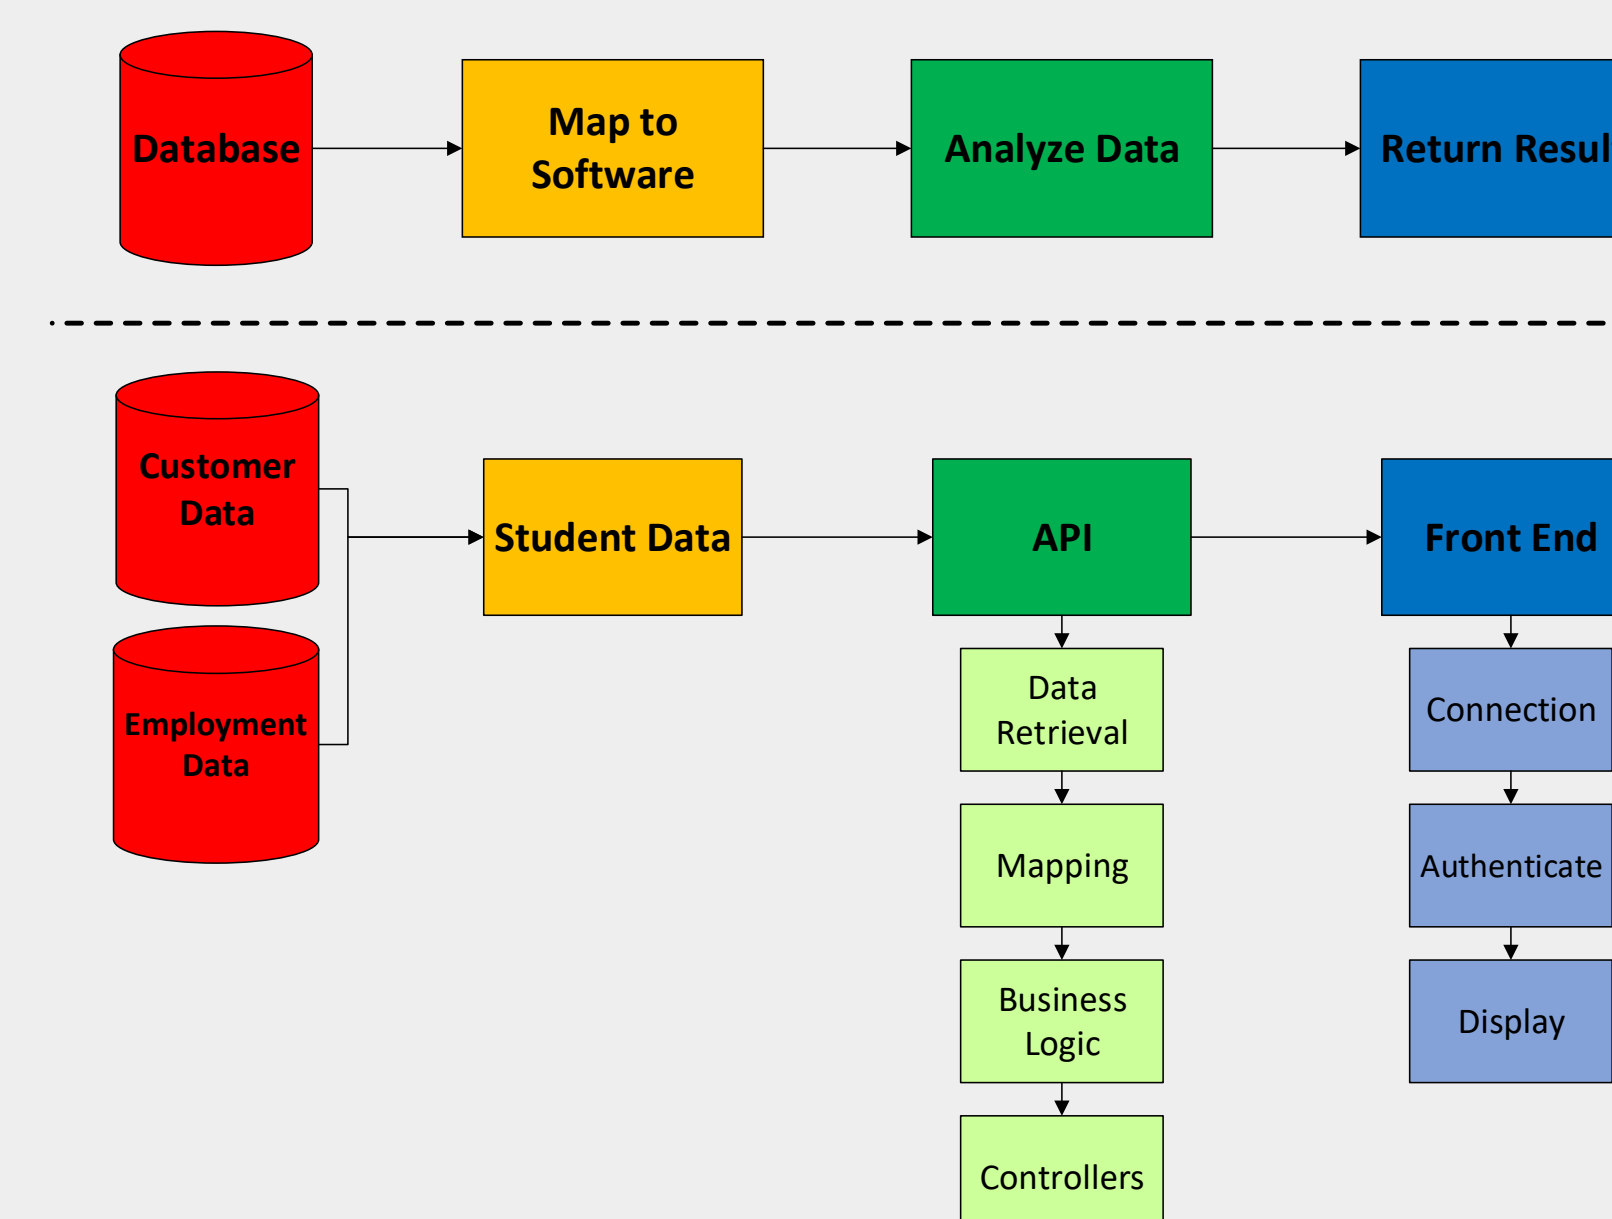 Database
Map to
Software
Analyze Data
Return Resul
Customer
Data
Student Data
API
Front End
Employment
Data
Data
Retrieval
Mapping
Business
Logic
Controllers
Connection
Authenticate
Display